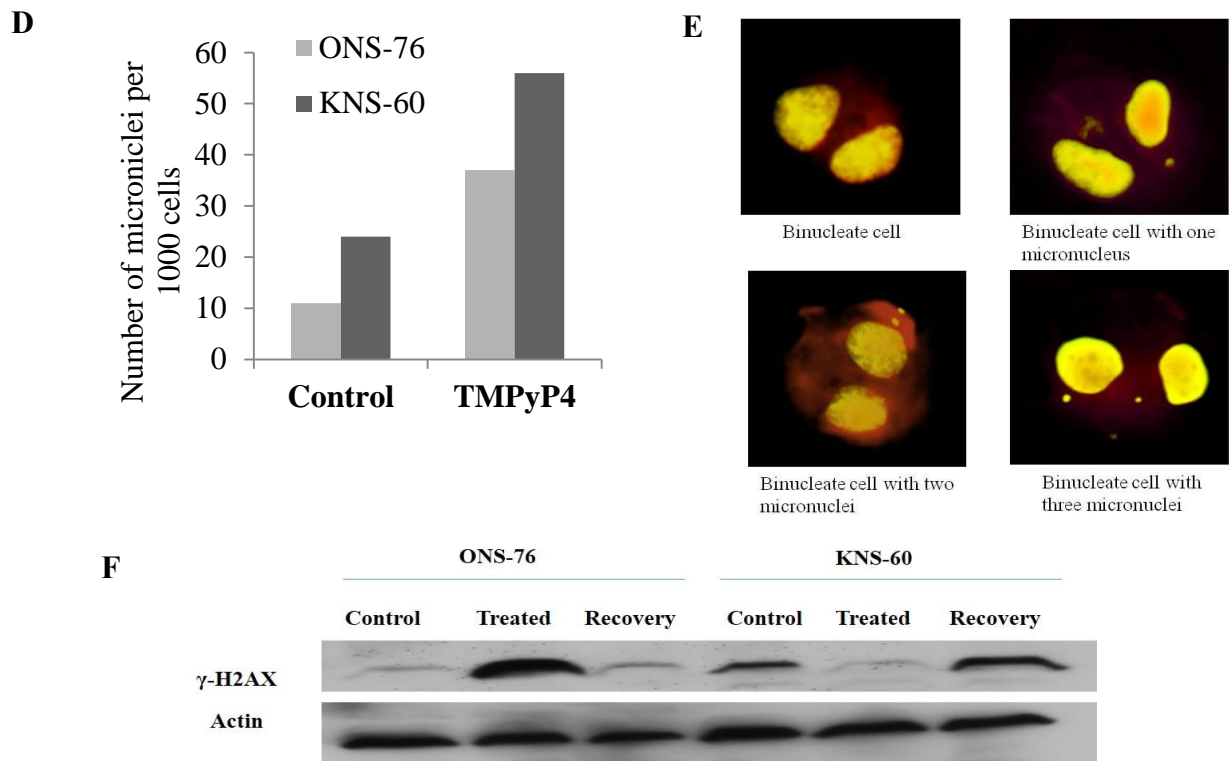 D
Number of micronìclei per
1000 cells
60
50
40
30
20
10
0
ONS-76
KNS-60
Control TMPyP4
E
Binucleate cell
Binucleate cell with one
micronucleus
Binucleate cell with two
micronuclei
Binucleate cell with
three micronuclei
F
ONS-76 KNS-60
Control Treated Recovery Control Treated Recovery
γ-H2AX
Actin